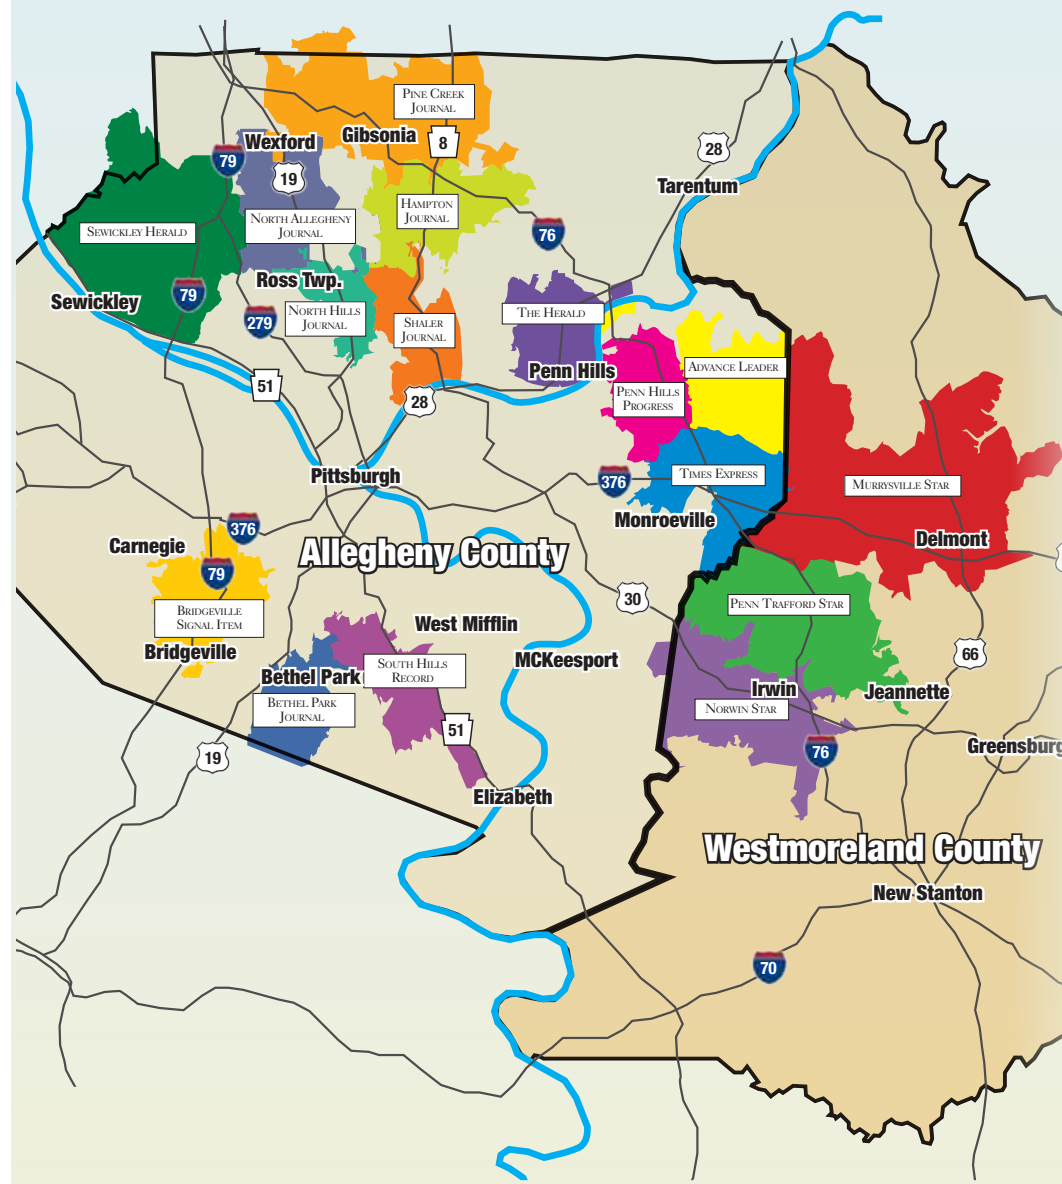 PINE CREEK
JOURNAL
Wexford
Gibsonia
8
28
79
19
Tarentum
HAMPTON
JOURNAL
SEWICKLEY HERALD
NORTH ALLEGHENY
JOURNAL
76
Ross Twp.
79
Sewickley
279
NORTH HILLS
JOURNAL
SHALER
JOURNAL
THE HERALD
Penn Hills
ADVANCE LEADER
51
28
PENN HILLS
PROGRESS
Pittsburgh
376
TIMES EXPRESS
MURRYSVILLE STAR
Monroeville
376
Carnegie
Allegheny County
Delmont
79
30
BRIDGEVILLE
SIGNAL ITEM
PENN TRAFFORD STAR
West Mifflin
Bridgeville
MCKeesport
66
Bethel Park
SOUTH HILLS
RECORD
Irwin
Jeannette
BETHEL PARK
JOURNAL
NORWIN STAR
51
19
76
Greensburg
Elizabeth
Westmoreland County
New Stanton
70